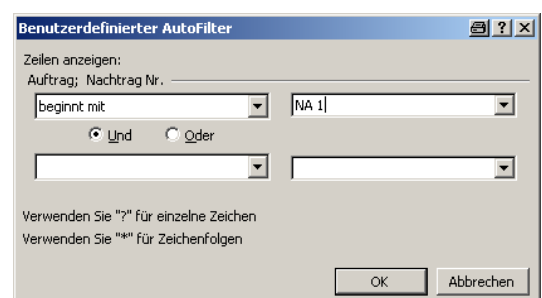 Benutzerdefinierter AutoFilter
Zeilen anzeigen:
Auftrag; Nachtrag Nr.
beginnt mit NA 1
Und Oder
Verwenden Sie "?" für einzelne Zeichen
Verwenden Sie "*" für Zeichenfolgen
OK Abbrechen